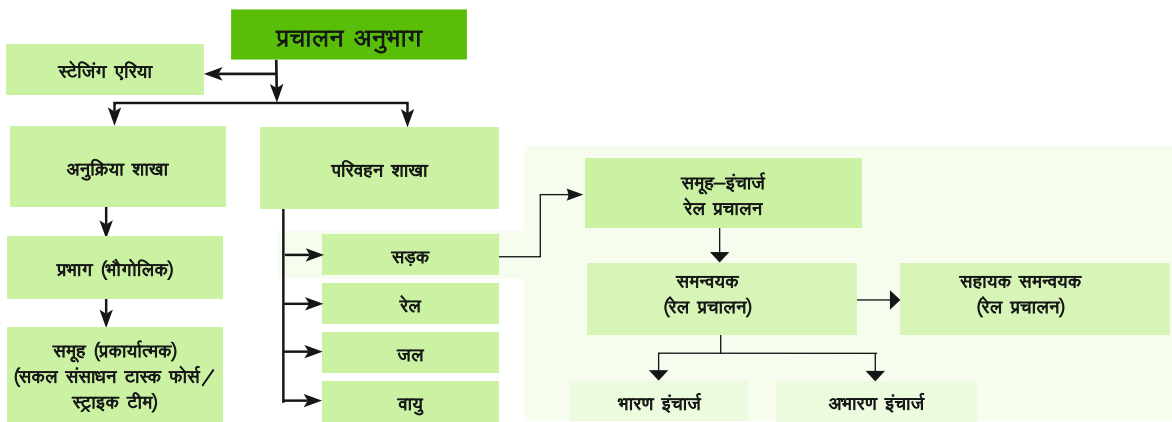 प्रचालन अनुभाग
स्टेजिंग एरिया
अनुक्रिया शाखा
परिवहन शाखा
प्रभाग (भौगोलिक)
समूह (प्रकार्यात्मक)
(सकल संसाधन टास्क फोर्स/
स्ट्राइक टीम)
सड़क
रेल
जल
वायु
समूह–इंचार्ज
रेल प्रचालन
समन्वयक
(रेल प्रचालन)
सहायक समन्वयक
(रेल प्रचालन)
भारण इंचार्ज
अभारण इंचार्ज